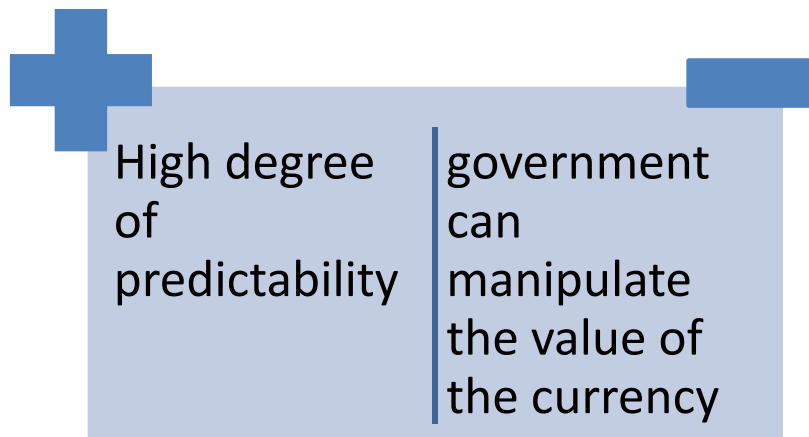 High degree
of
predictability
government
can
manipulate
the value of
the currency